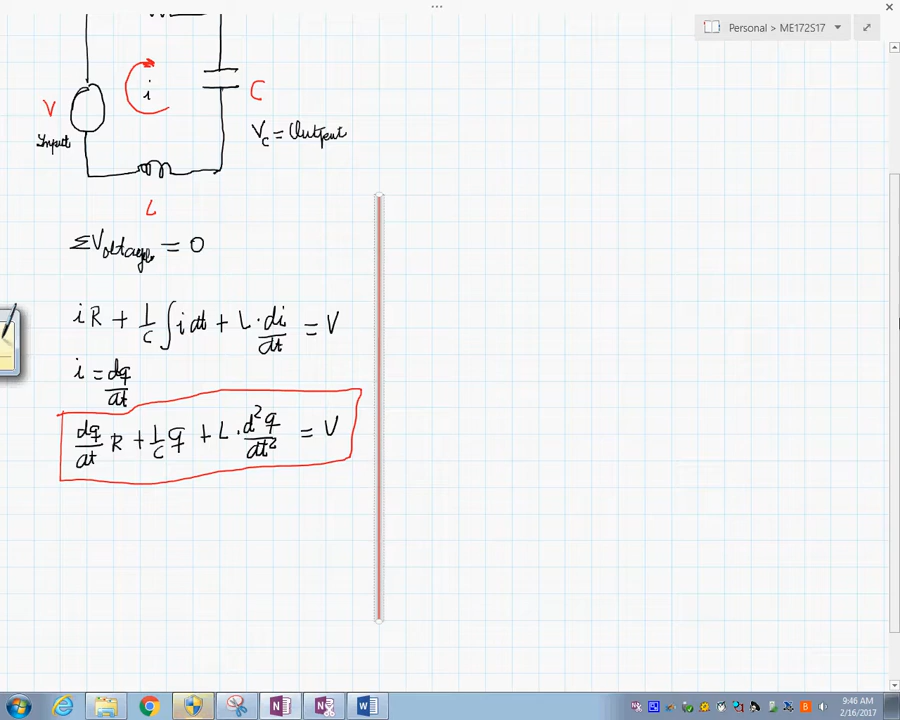 Personal > ME172S17
i
C
V
Input
V_c = Output
L
ΣVoltage = 0
iR + 1/C ∫ i dt + L · di/dt = V
i = dq/dt
dq/dt R + 1/C q + L · d²q/dt² = V
9:46 AM
2/16/2017